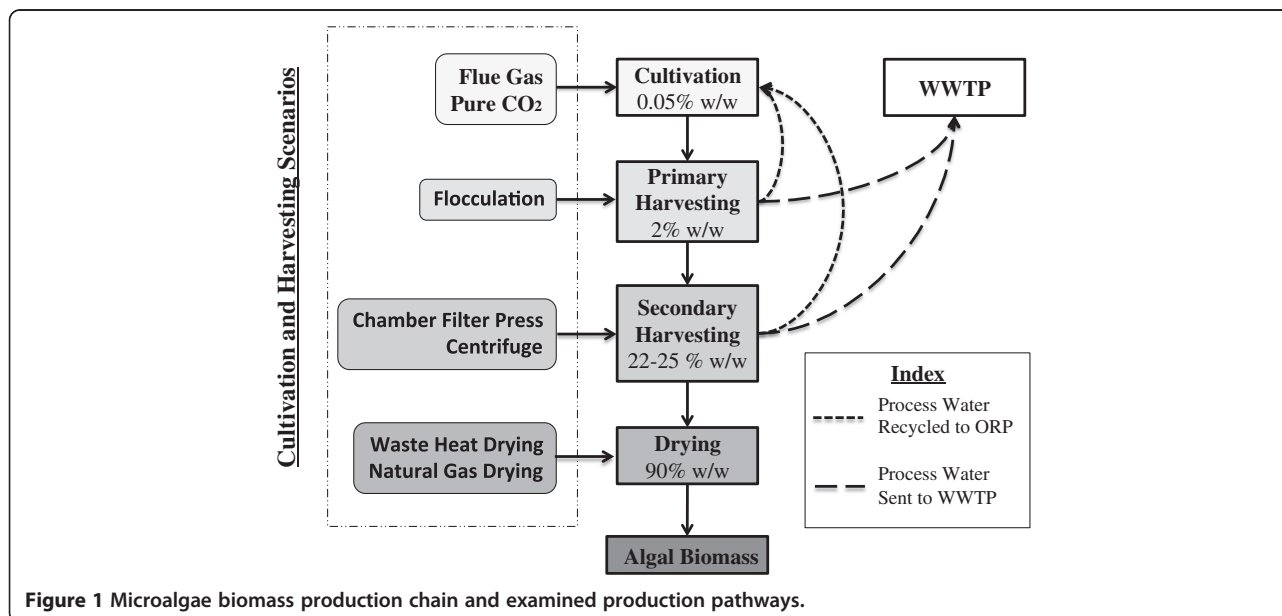 Cultivation and Harvesting Scenarios
Flue Gas
Pure CO2
Cultivation
0.05% w/w
WWTP
Flocculation
Primary
Harvesting
2% w/w
Chamber Filter Press
Centrifuge
Secondary
Harvesting
22-25 % w/w
Waste Heat Drying
Natural Gas Drying
Drying
90% w/w
Algal Biomass
Index
Process Water
Recycled to ORP
Process Water
Sent to WWTP
Figure 1 Microalgae biomass production chain and examined production pathways.